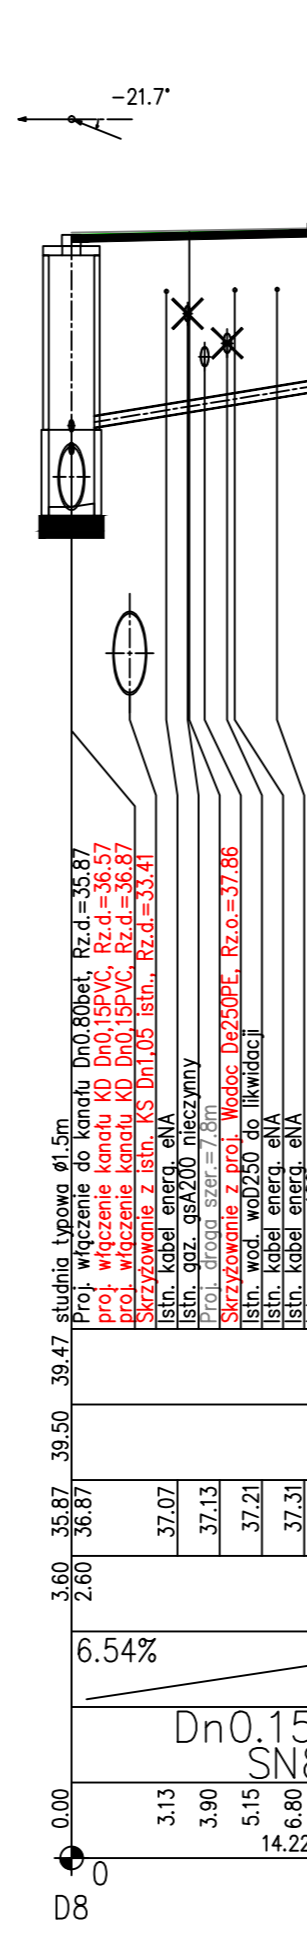 -21.7°
studnia typowa ø1.5m
Proj. włączenie do kanału Dn0.80bet, Rz.d.=35.87
proj. włączenie kanału KD Dn0,15PVC, Rz.d.=36.57
proj. włączenie kanału KD Dn0,15PVC, Rz.d.=36.87
Skrzyżowanie z istn. KS Dn1,05 istn., Rz.d.=33.41
Istn. kabel energ. eNA
Istn. gaz. gsA200 nieczynny
Proj. droga szer.=7.8m
Skrzyżowanie z proj. Wodoc De250PE, Rz.o.=37.86
Istn. wod. woD250 do likwidacji
Istn. kabel energ. eNA
Istn. kabel energ. eNA
39.47
39.50
35.87
36.87
37.07
37.13
37.21
37.31
3.60
2.60
6.54%
Dn0.15
SN8
0.00
3.13
3.90
5.15
6.80
14.22
0
D8